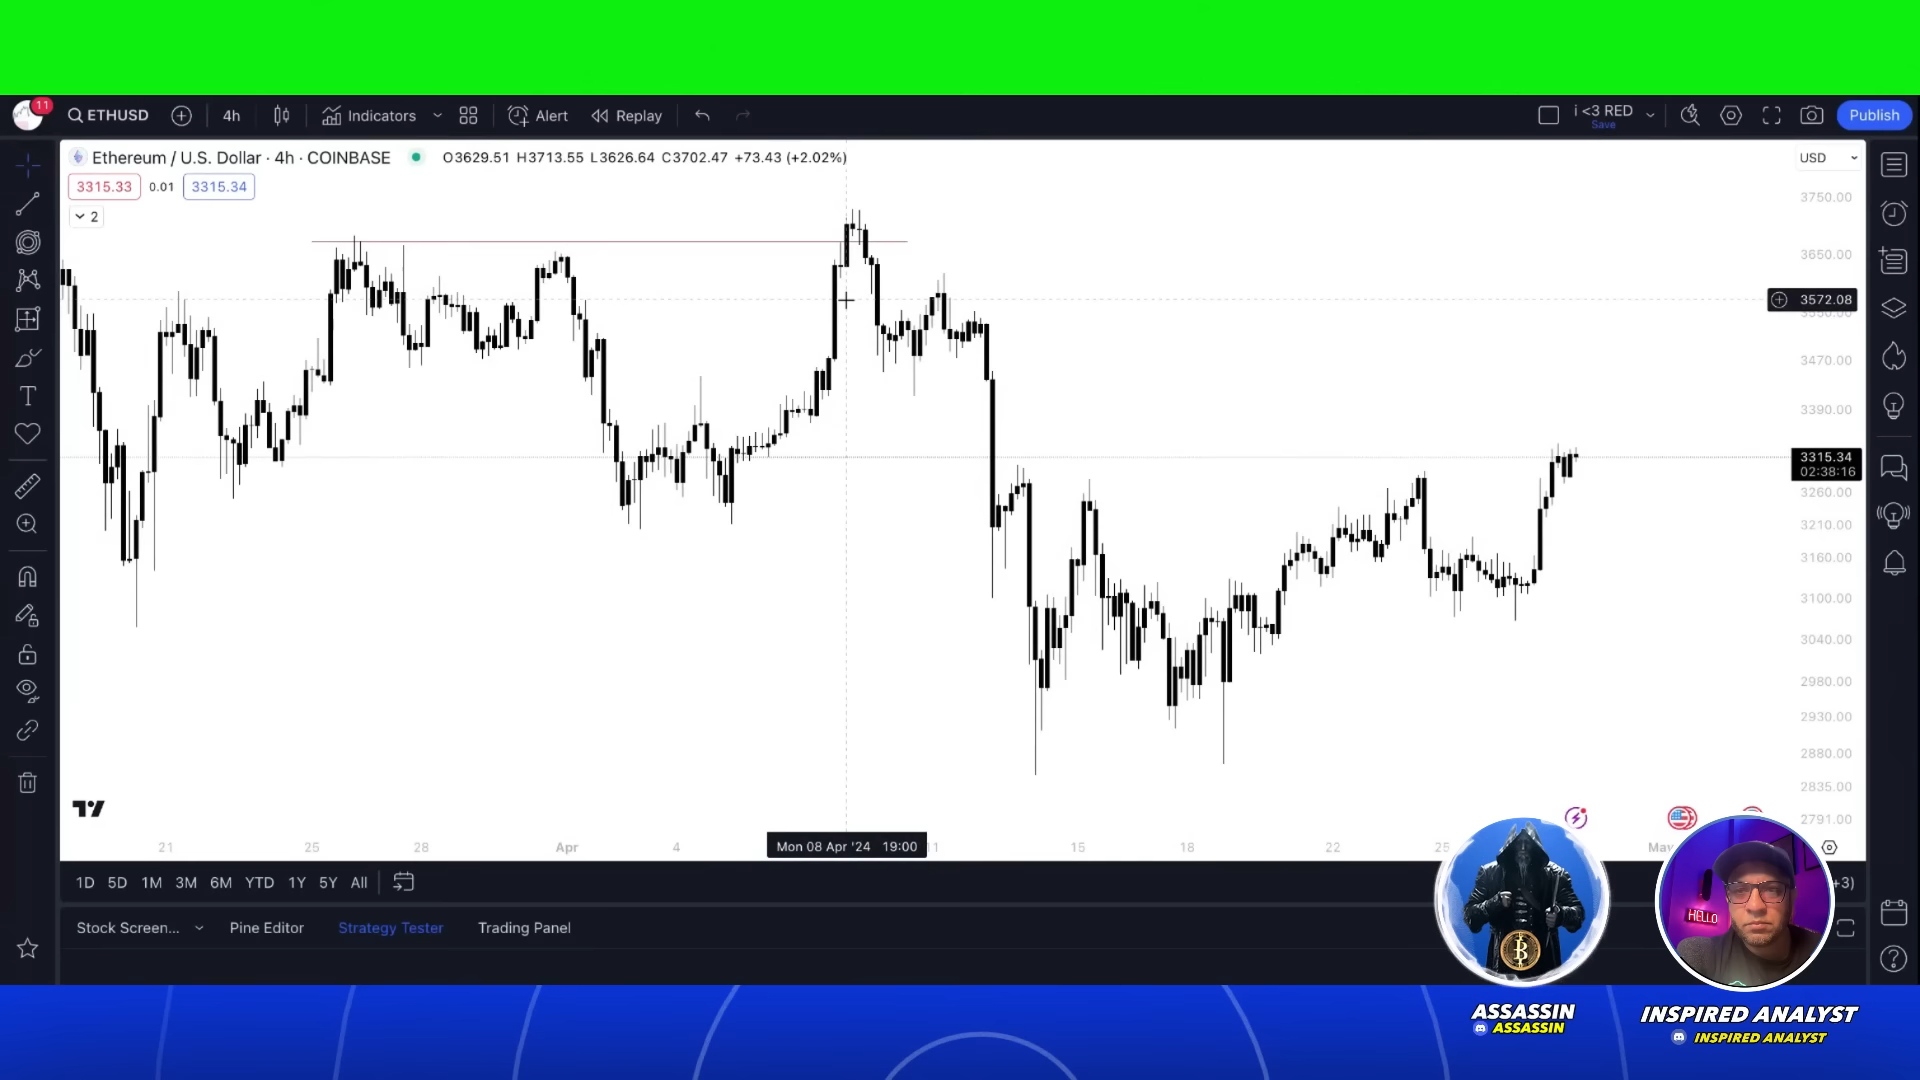 11
ETHUSD
4h
Indicators
Alert
Replay
i <3 RED
Save
Publish
Ethereum / U.S. Dollar · 4h · COINBASE
O3629.51 H3713.55 L3626.64 C3702.47 +73.43 (+2.02%)
USD
3315.33
0.01
3315.34
2
3750.00
3650.00
3572.08
3470.00
3390.00
3315.34
02:38:16
3260.00
3210.00
3160.00
3100.00
3040.00
2980.00
2930.00
2880.00
2835.00
2791.00
21
25
28
Apr
4
Mon 08 Apr '24 19:00
11
15
18
22
25
May
1D
5D
1M
3M
6M
YTD
1Y
5Y
All
+3)
Stock Screen...
Pine Editor
Strategy Tester
Trading Panel
HELLO
ASSASSIN
ASSASSIN
INSPIRED ANALYST
INSPIRED ANALYST